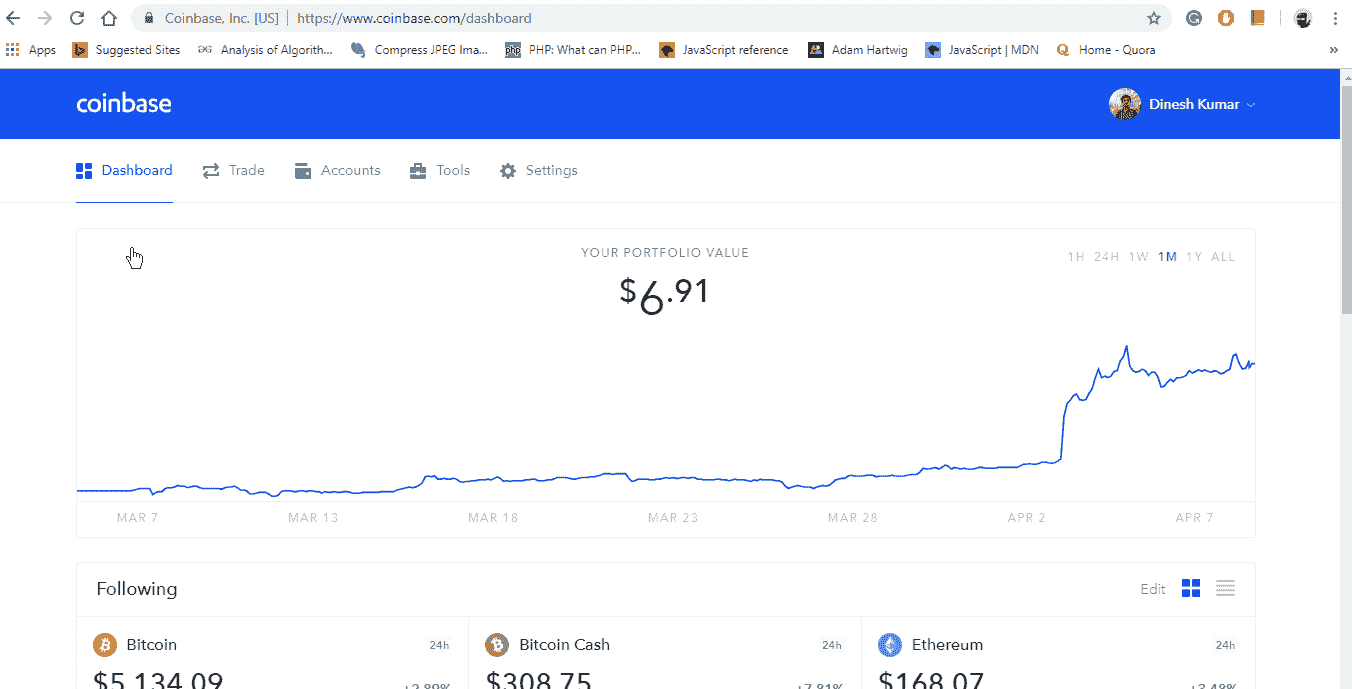 Coinbase, Inc. [US] | https://www.coinbase.com/dashboard
Apps Suggested Sites Analysis of Algorith... Compress JPEG Ima... php PHP: What can PHP... JavaScript reference Adam Hartwig JavaScript | MDN Home - Quora »
coinbase
Dinesh Kumar
Dashboard Trade Accounts Tools Settings
YOUR PORTFOLIO VALUE
1H 24H 1W 1M 1Y ALL
$6.91
MAR 7 MAR 13 MAR 18 MAR 23 MAR 28 APR 2 APR 7
Following Edit
Bitcoin 24h Bitcoin Cash 24h Ethereum 24h
$5,134.09 +2.89% $308.75 +7.81% $168.07 +3.48%